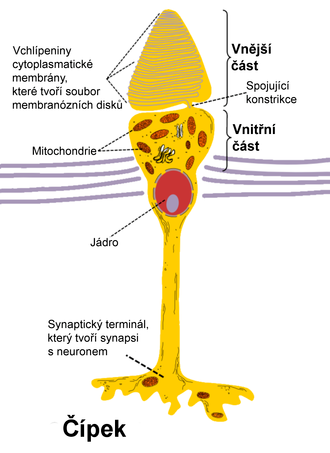 Vchlípeniny
cytoplasmatické
membrány,
které tvoří soubor
membranózních disků
Vnější
část
Spojující
konstrikce
Vnitřní
část
Mitochondrie
Jádro
Synaptický terminál,
který tvoří synapsi
s neuronem
Čípek